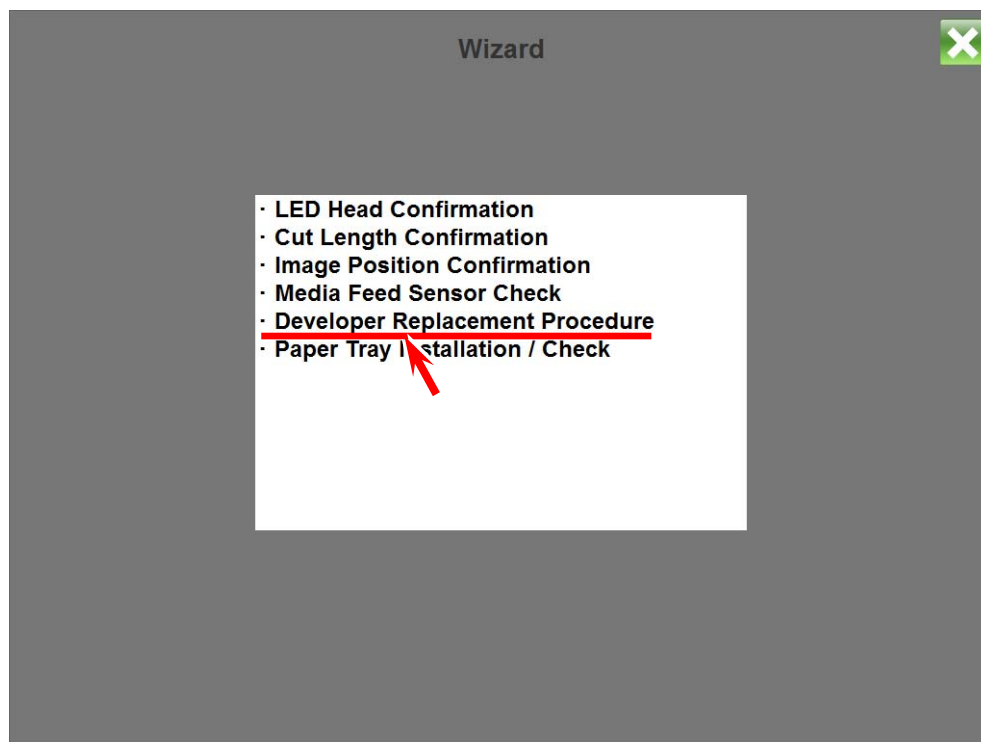 Wizard
· LED Head Confirmation
· Cut Length Confirmation
· Image Position Confirmation
· Media Feed Sensor Check
· Developer Replacement Procedure
· Paper Tray Installation / Check